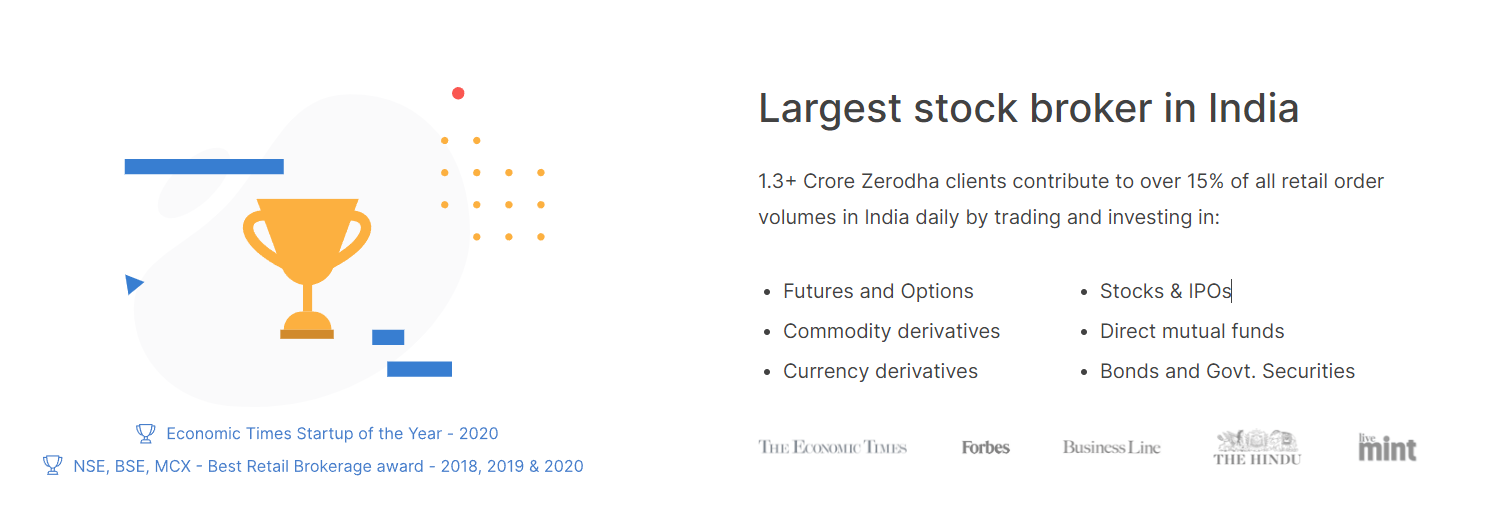 Largest stock broker in India
1.3+ Crore Zerodha clients contribute to over 15% of all retail order
volumes in India daily by trading and investing in:
• Futures and Options
• Commodity derivatives
• Currency derivatives
• Stocks & IPOs
• Direct mutual funds
• Bonds and Govt. Securities
THE ECONOMIC TIMES
Forbes
BusinessLine
THE HINDU
live
mint
Economic Times Startup of the Year - 2020
NSE, BSE, MCX - Best Retail Brokerage award - 2018, 2019 & 2020